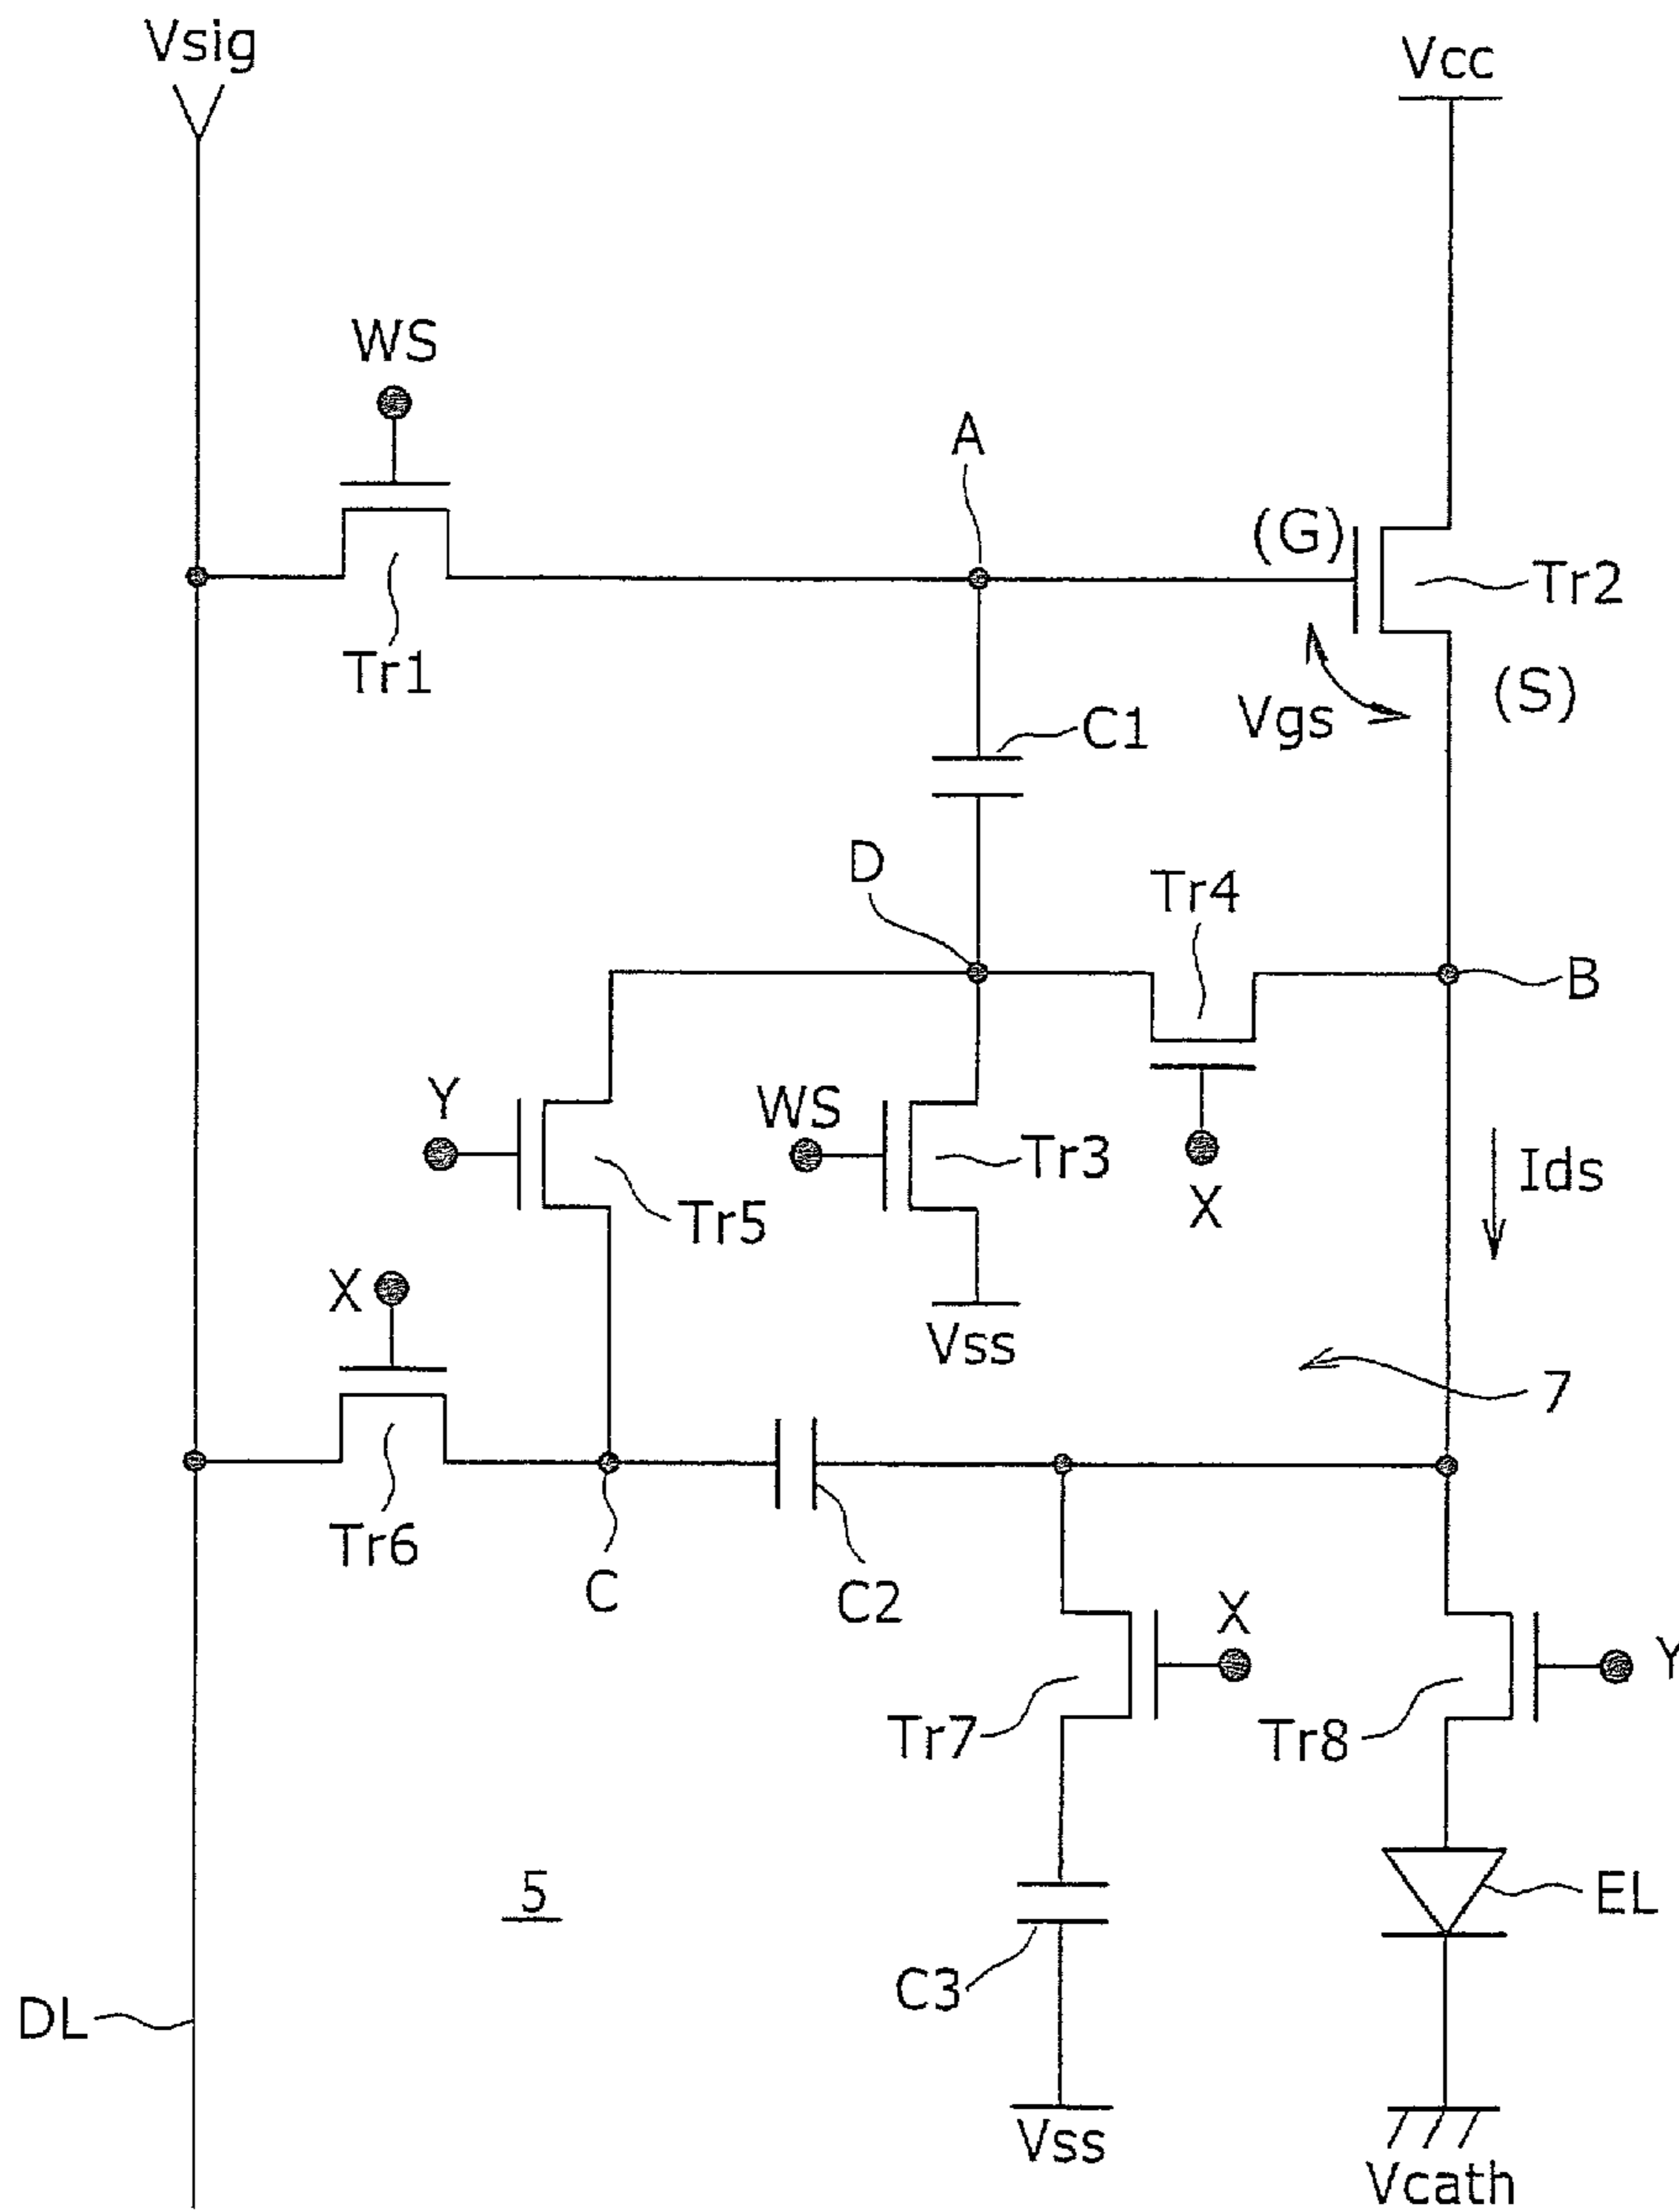 Vsig
Vcc
WS
A
(G)
Tr2
Tr1
(S)
Vgs
C1
D
Tr4
B
Y
WS
Tr3
Ids
X
Tr5
X
Vss
7
Tr6
C
C2
X
Y
Tr7
Tr8
5
EL
C3
DL
Vss
Vcath